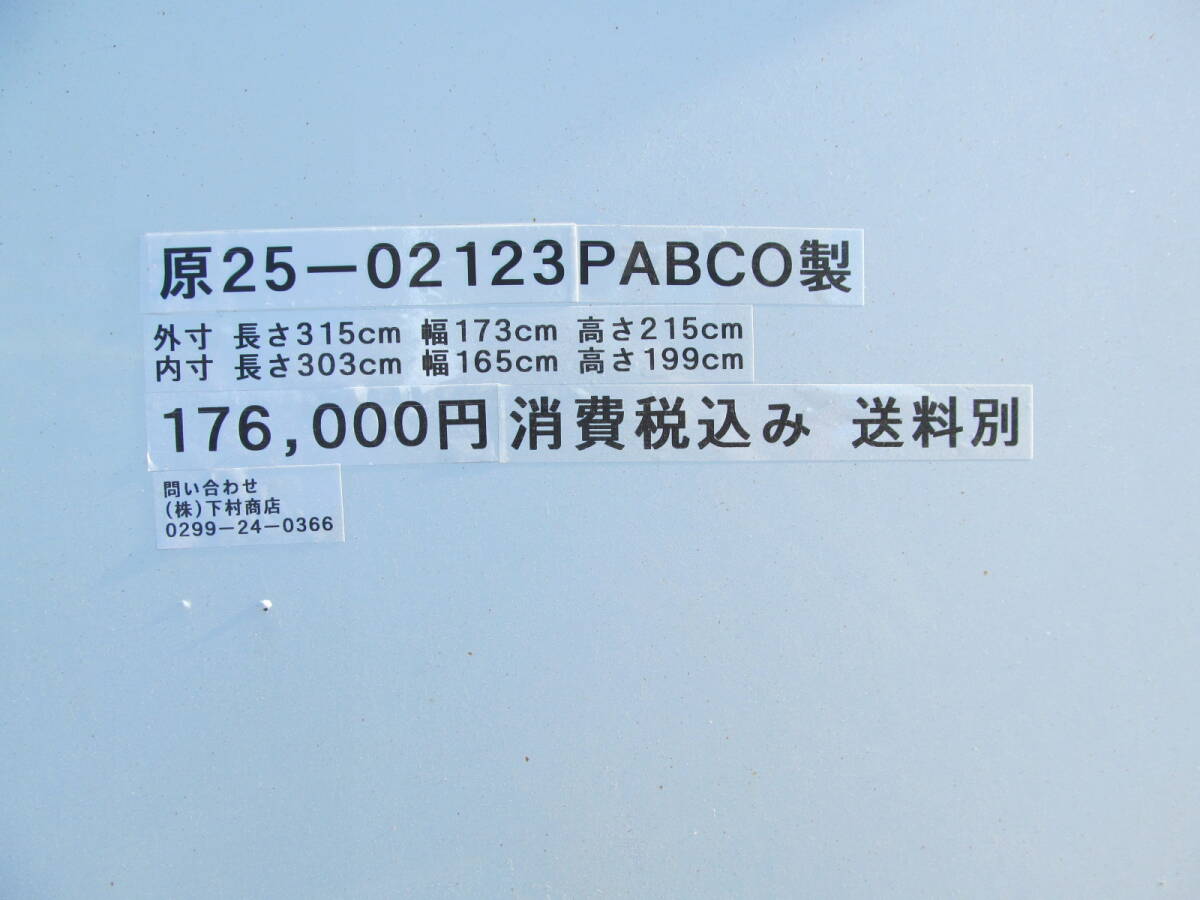 原25-02123PABCO製
外寸 長さ315cm 幅173cm 高さ215cm
内寸 長さ303cm 幅165cm 高さ199cm
176,000円消費税込み 送料別
問い合わせ
(株)下村商店
0299-24-0366